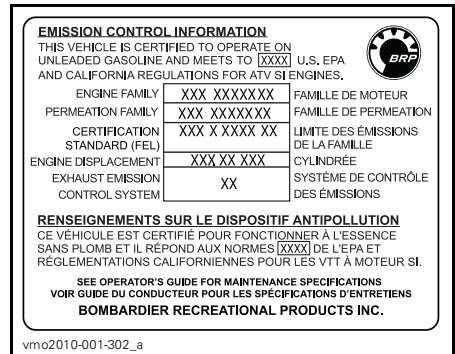 EMISSION CONTROL INFORMATION
THIS VEHICLE IS CERTIFIED TO OPERATE ON
UNLEADED GASOLINE AND MEETS TO XXXX U.S. EPA
AND CALIFORNIA REGULATIONS FOR ATV SI ENGINES.
BRP
ENGINE FAMILY XXX XXXXXXX FAMILLE DE MOTEUR
PERMEATION FAMILY XXX XXXXXXX FAMILLE DE PERMEATION
CERTIFICATION XXX X XXXX XX LIMITE DES ÉMISSIONS
STANDARD (FEL) DE LA FAMILLE
ENGINE DISPLACEMENT XXX XX XXX CYLINDRÉE
EXHAUST EMISSION XX SYSTÈME DE CONTRÔLE
CONTROL SYSTEM DES ÉMISSIONS
RENSEIGNEMENTS SUR LE DISPOSITIF ANTIPOLLUTION
CE VÉHICULE EST CERTIFIÉ POUR FONCTIONNER À L'ESSENCE
SANS PLOMB ET IL RÉPOND AUX NORMES XXXX DE L'EPA ET
RÉGLEMENTATIONS CALIFORNIENNES POUR LES VTT À MOTEUR SI.
SEE OPERATOR'S GUIDE FOR MAINTENANCE SPECIFICATIONS
VOIR GUIDE DU CONDUCTEUR POUR LES SPÉCIFICATIONS D'ENTRETIENS
BOMBARDIER RECREATIONAL PRODUCTS INC.
vmo2010-001-302_a